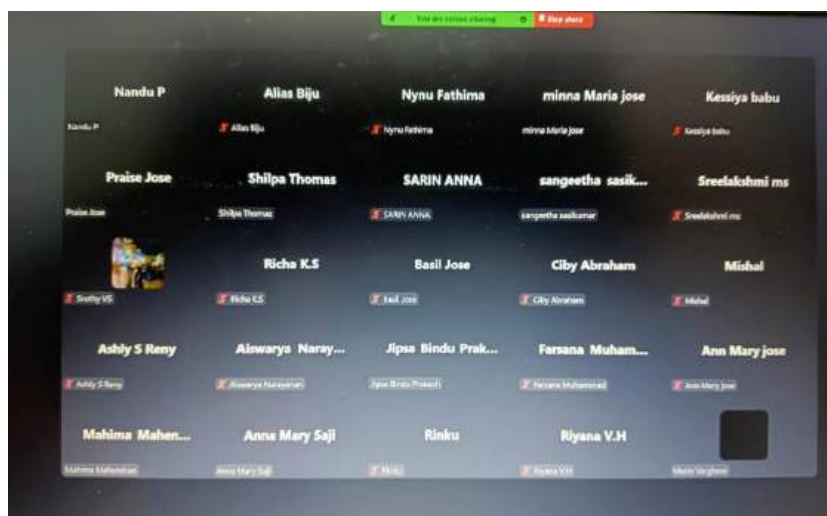 You are screen sharing Stop share
Nandu P Alias Biju Nynu Fathima minna Maria jose Kessiya babu
Nandu P Alias Biju Nynu Fathima minna Maria jose Kessiya babu
Praise Jose Shilpa Thomas SARIN ANNA sangeetha sasik... Sreelakshmi ms
Praise Jose Shilpa Thomas SARIN ANNA sangeetha sasikumar Sreelakshmi ms
Richa K.S Basil Jose Ciby Abraham Mishal
Sruthy VS Richa K.S Basil Jose Ciby Abraham Mishal
Ashly S Reny Aiswarya Naray... Jipsa Bindu Prak... Farsana Muham... Ann Mary jose
Ashly S Reny Aiswarya Narayanan Jipsa Bindu Prakash Farsana Muhammad Ann Mary jose
Mahima Mahen... Anna Mary Saji Rinku Riyana V.H
Mahima Mahendran Anna Mary Saji Rinku Riyana V.H Varghese